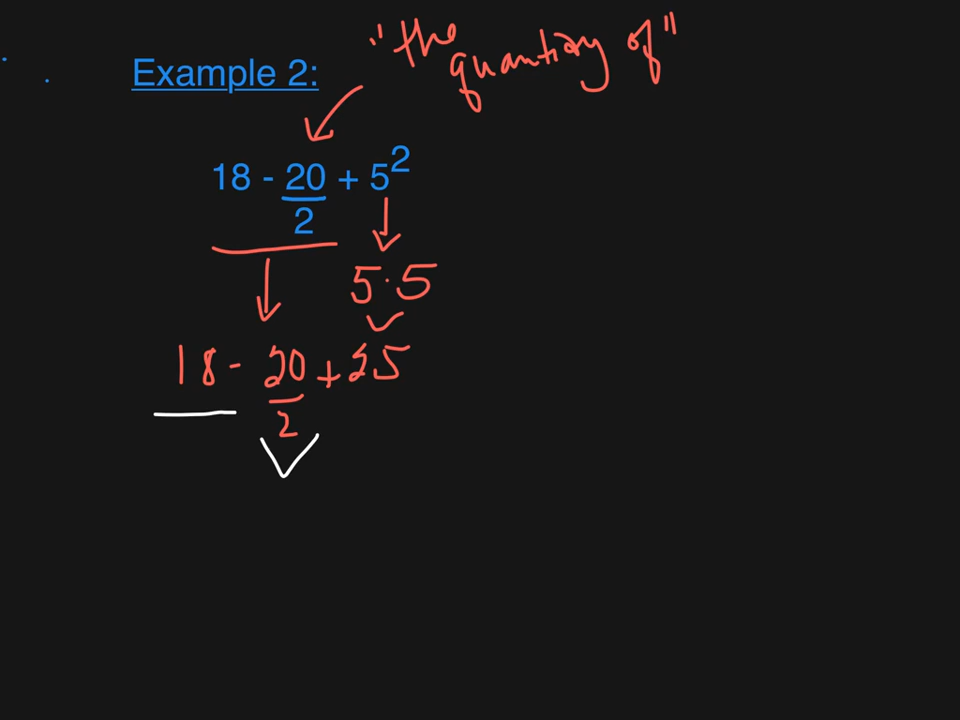 "the quantity of"
Example 2:
18 - 20/2 + 5²
5·5
18 - 20/2 + 25